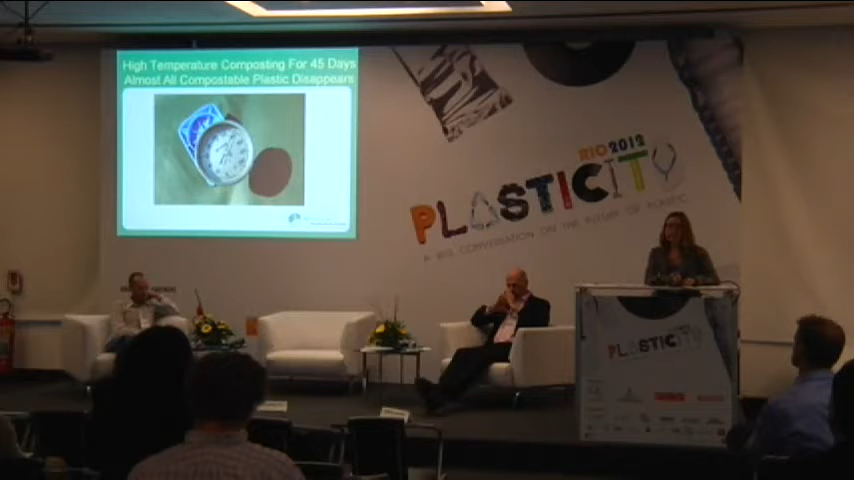 High Temperature Composting For 45 Days
Almost All Compostable Plastic Disappears
RIO 2012
PLASTICITY
A BIG CONVERSATION ON THE FUTURE OF PLASTIC
PLASTICITY